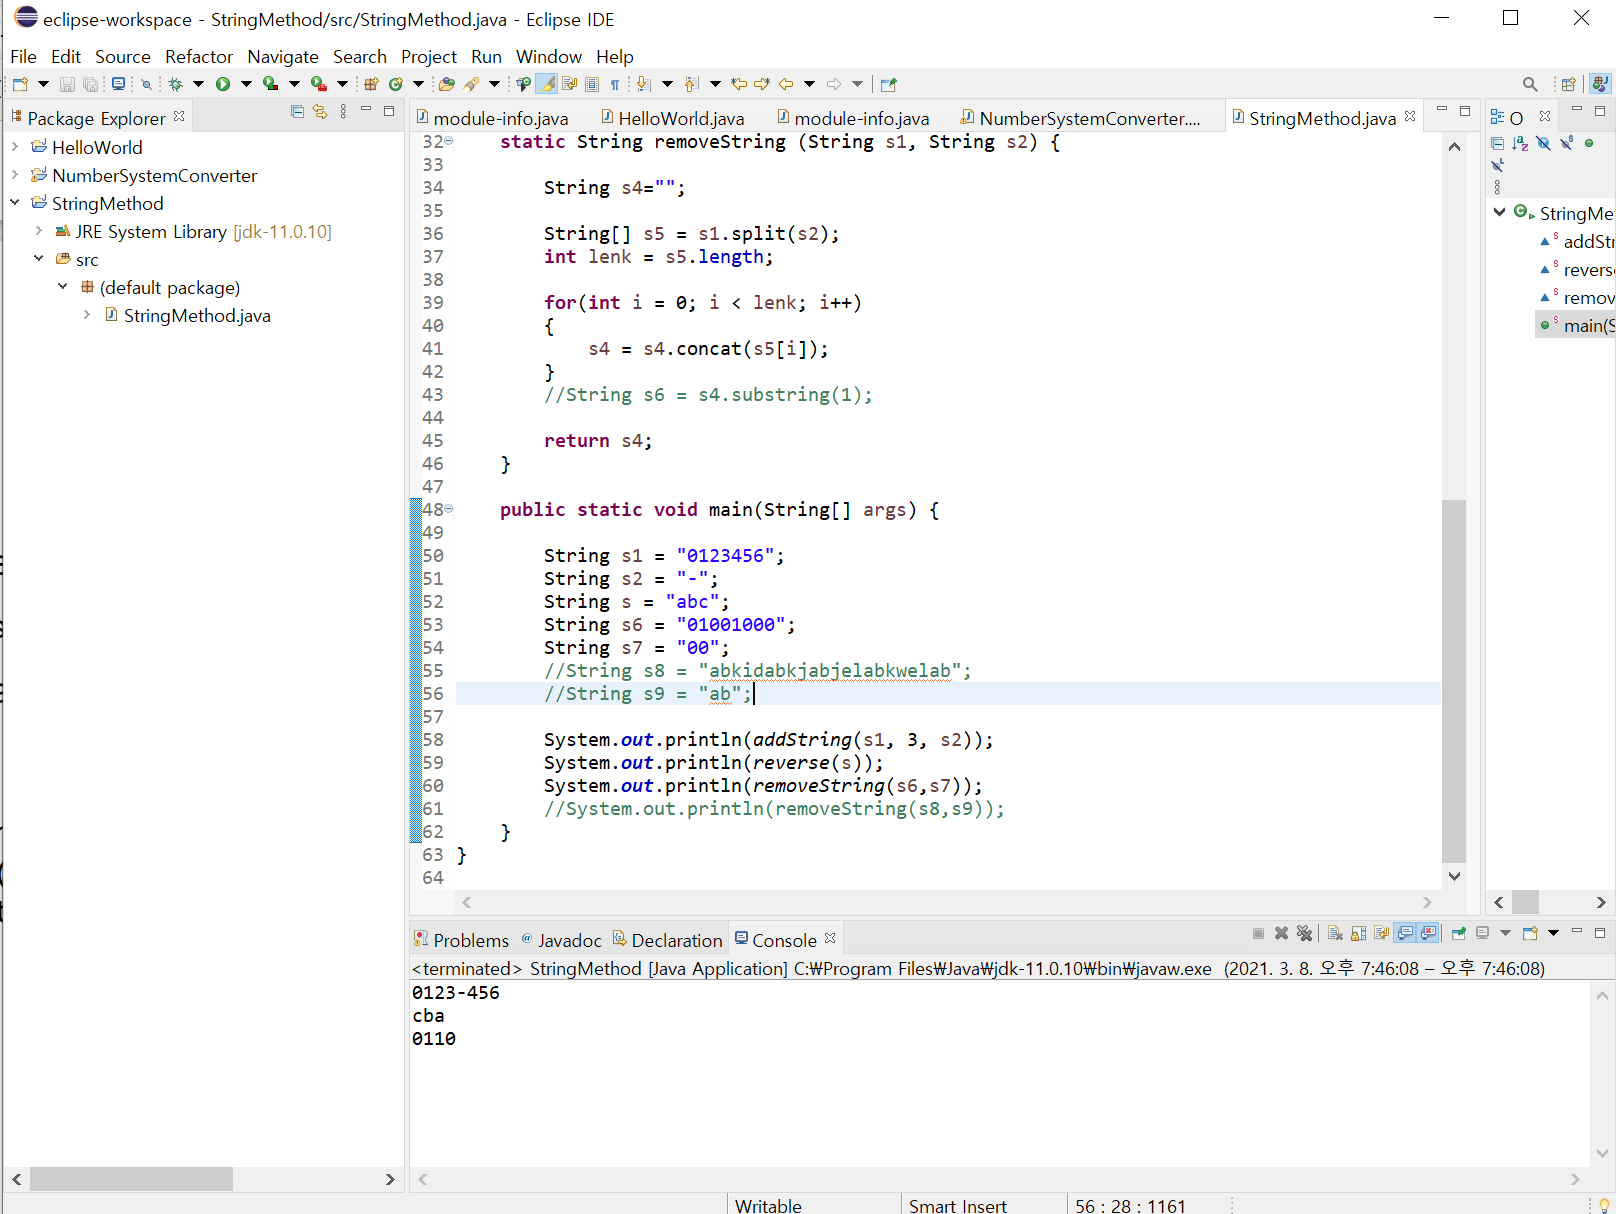 eclipse-workspace - StringMethod/src/StringMethod.java - Eclipse IDE
File Edit Source Refactor Navigate Search Project Run Window Help
Package Explorer
HelloWorld
NumberSystemConverter
StringMethod
JRE System Library [jdk-11.0.10]
src
(default package)
StringMethod.java
module-info.java HelloWorld.java module-info.java NumberSystemConverter.... StringMethod.java
32 static String removeString (String s1, String s2) {
33
34 String s4="";
35
36 String[] s5 = s1.split(s2);
37 int lenk = s5.length;
38
39 for(int i = 0; i < lenk; i++)
40 {
41 s4 = s4.concat(s5[i]);
42 }
43 //String s6 = s4.substring(1);
44
45 return s4;
46 }
47
48 public static void main(String[] args) {
49
50 String s1 = "0123456";
51 String s2 = "-";
52 String s = "abc";
53 String s6 = "01001000";
54 String s7 = "00";
55 //String s8 = "abkidabkjabjelabkwelab";
56 //String s9 = "ab";
57
58 System.out.println(addString(s1, 3, s2));
59 System.out.println(reverse(s));
60 System.out.println(removeString(s6,s7));
61 //System.out.println(removeString(s8,s9));
62 }
63 }
64
O
StringMe
addStr
reverse
remov
main(S
Problems @ Javadoc Declaration Console
<terminated> StringMethod [Java Application] C:₩Program Files₩Java₩jdk-11.0.10₩bin₩javaw.exe (2021. 3. 8. 오후 7:46:08 – 오후 7:46:08)
0123-456
cba
0110
Writable Smart Insert 56 : 28 : 1161